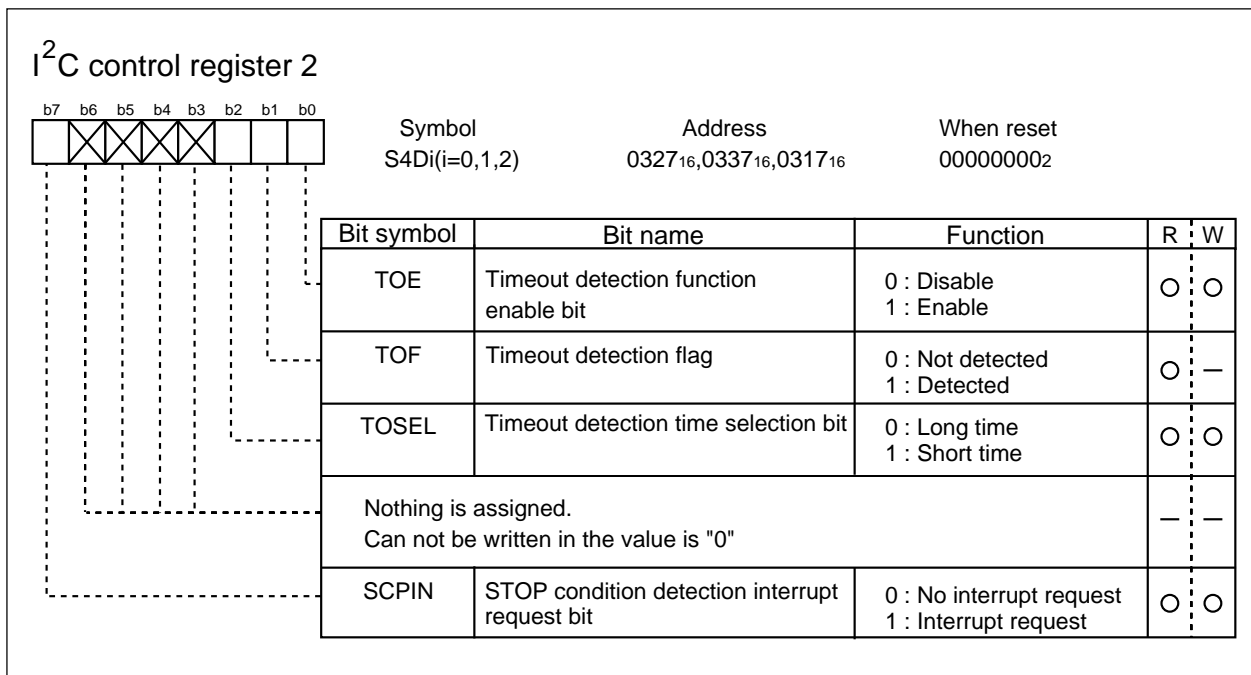 I²C control register 2
b7 b6 b5 b4 b3 b2 b1 b0
Symbol Address When reset
S4Di(i=0,1,2) 0327₁₆,0337₁₆,0317₁₆ 00000000₂
Bit symbol Bit name Function R W
TOE Timeout detection function 0 : Disable
enable bit 1 : Enable
TOF Timeout detection flag 0 : Not detected
1 : Detected
TOSEL Timeout detection time selection bit 0 : Long time
1 : Short time
Nothing is assigned.
Can not be written in the value is "0"
SCPIN STOP condition detection interrupt 0 : No interrupt request
request bit 1 : Interrupt request